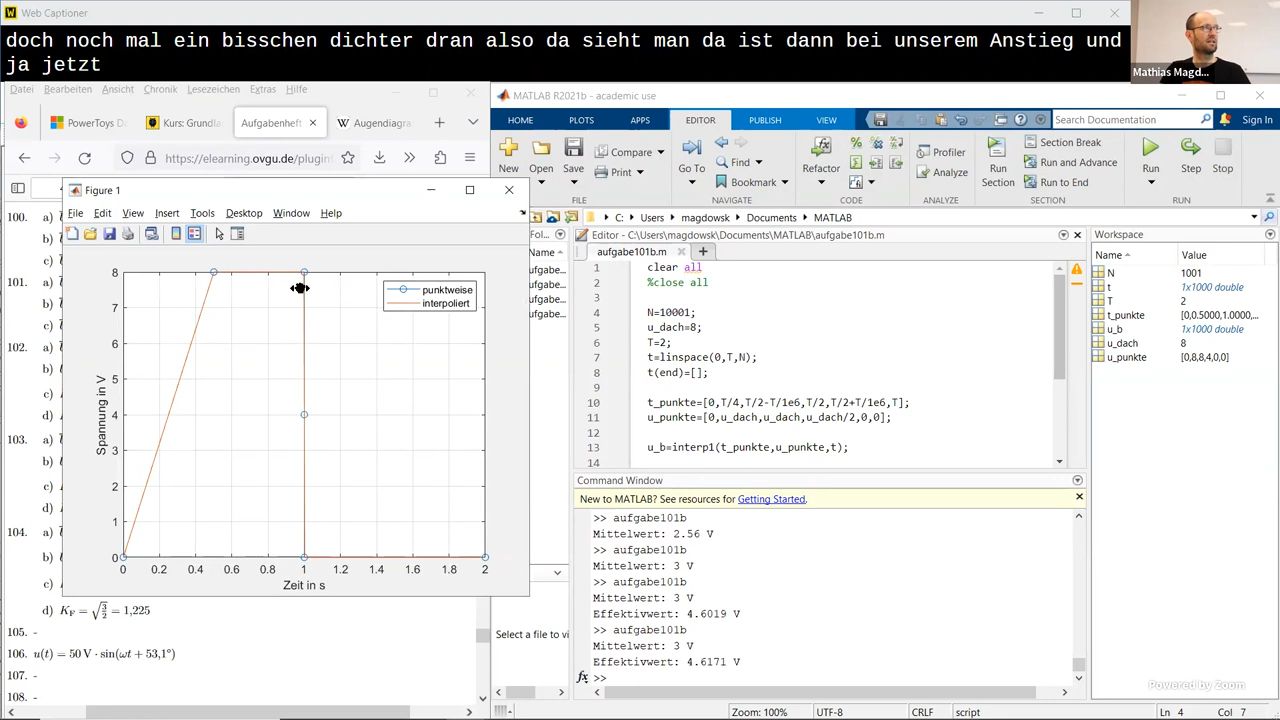 Web Captioner
doch noch mal ein bisschen dichter dran also da sieht man da ist dann bei unserem Anstieg und
ja jetzt
Mathias Magd...
Datei Bearbeiten Ansicht Chronik Lesezeichen Extras Hilfe
PowerToys D
Kurs: Grundla
Aufgabenheft
Augendiagra
https://elearning.ovgu.de/plugin
100. a)
b)
c)
101. a)
b)
c)
102. a)
b)
c)
d)
103. a)
b)
c)
d)
104. a)
b)
c)
d) K_F = √(3/2) = 1,225
105. -
106. u(t) = 50 V · sin(ωt + 53,1°)
107. -
108. -
Figure 1
File Edit View Insert Tools Desktop Window Help
8
7
6
5
4
3
2
1
0
Spannung in V
0 0.2 0.4 0.6 0.8 1 1.2 1.4 1.6 1.8 2
Zeit in s
punktweise
interpoliert
MATLAB R2021b - academic use
HOME PLOTS APPS EDITOR PUBLISH VIEW
Search Documentation
Sign In
New Open Save
Compare
Print
FILE
Go To
Find
Bookmark
NAVIGATE
Refactor
CODE
Profiler
Analyze
ANALYZE
Run
Section
Section Break
Run and Advance
Run to End
SECTION
Run Step Stop
RUN
C: Users magdowsk Documents MATLAB
Fol...
Name
ufgabe...
ufgabe...
ufgabe...
ufgabe...
Select a file to vi
Editor - C:\Users\magdowsk\Documents\MATLAB\aufgabe101b.m
aufgabe101b.m
1 clear all
2 %close all
3
4 N=10001;
5 u_dach=8;
6 T=2;
7 t=linspace(0,T,N);
8 t(end)=[];
9
10 t_punkte=[0,T/4,T/2-T/1e6,T/2,T/2+T/1e6,T];
11 u_punkte=[0,u_dach,u_dach,u_dach/2,0,0];
12
13 u_b=interp1(t_punkte,u_punkte,t);
14
Command Window
New to MATLAB? See resources for Getting Started.
>> aufgabe101b
Mittelwert: 2.56 V
>> aufgabe101b
Mittelwert: 3 V
>> aufgabe101b
Mittelwert: 3 V
Effektivwert: 4.6019 V
>> aufgabe101b
Mittelwert: 3 V
Effektivwert: 4.6171 V
fx >>
Workspace
Name Value
N 1001
t 1x1000 double
T 2
t_punkte [0,0.5000,1.0000,...
u_b 1x1000 double
u_dach 8
u_punkte [0,8,8,4,0,0]
Powered by Zoom
Zoom: 100% UTF-8 CRLF script Ln 4 Col 7